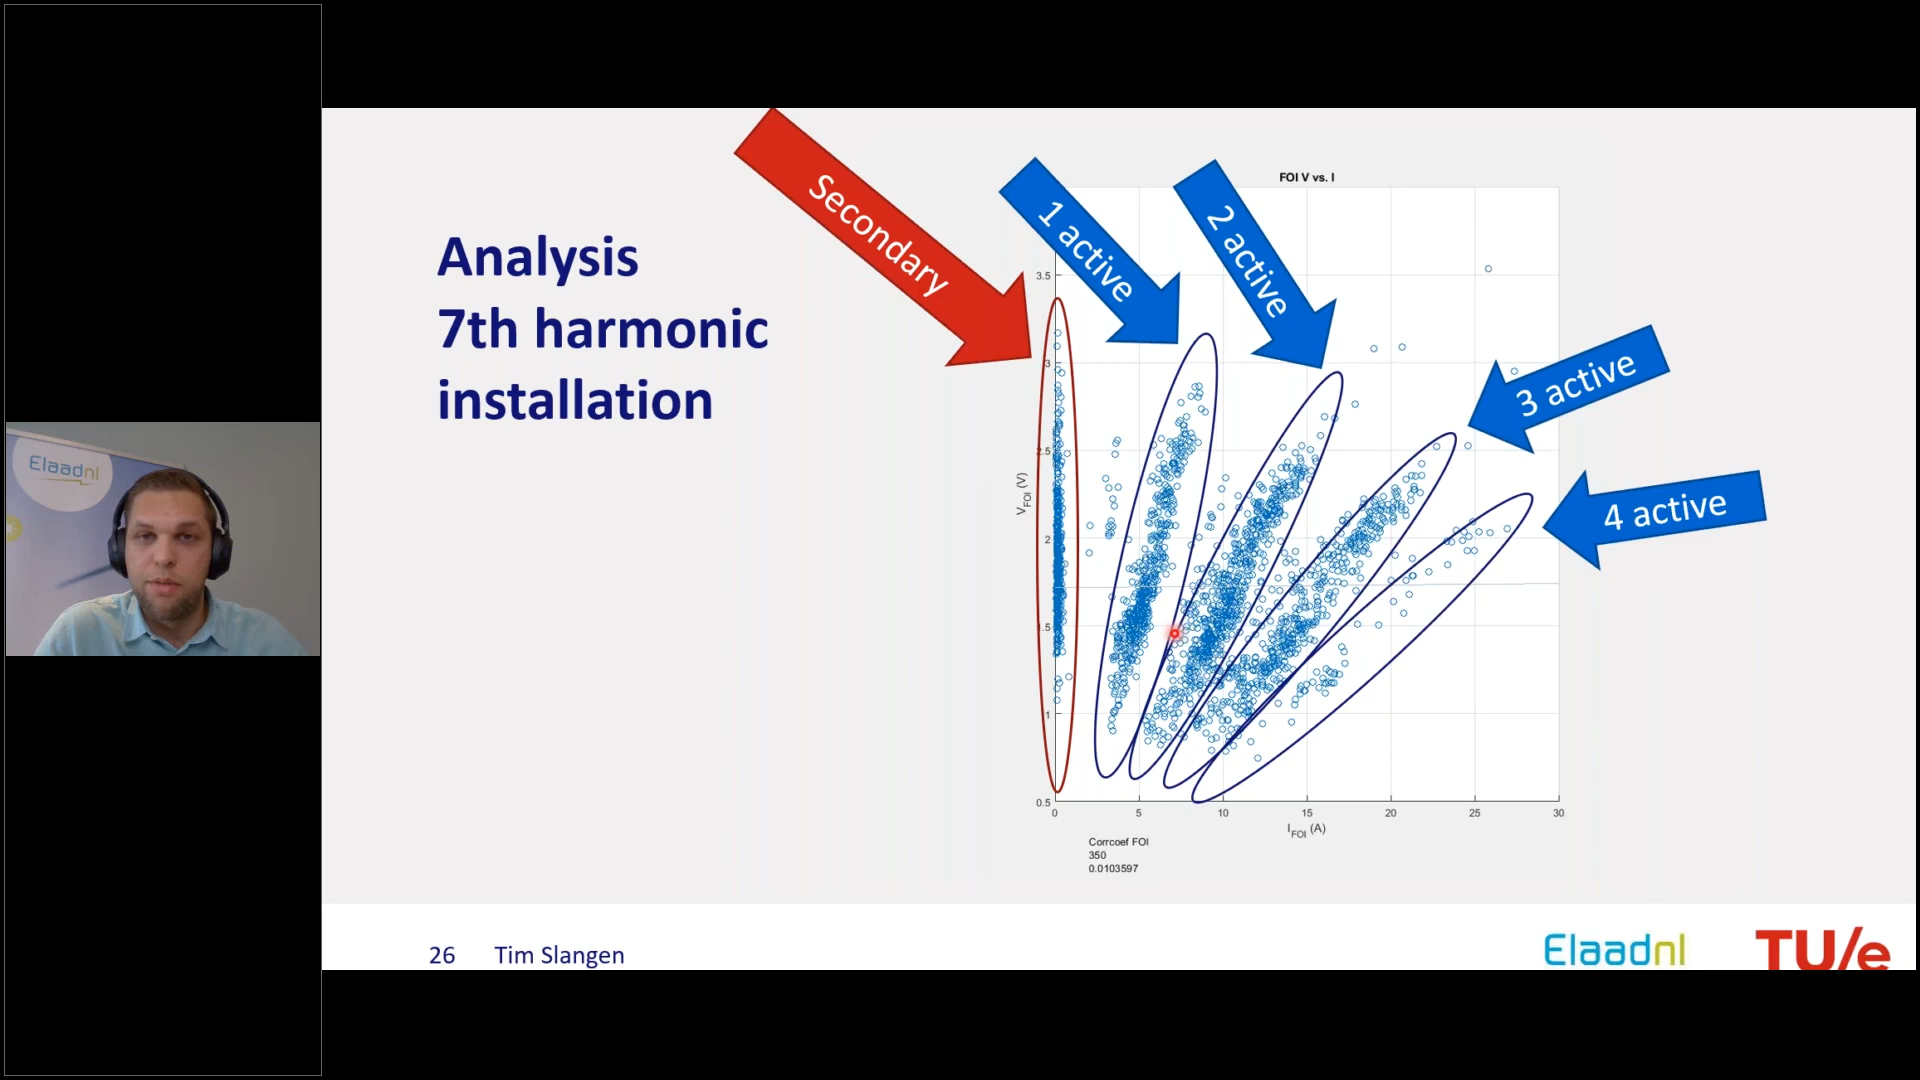 Elaadnl
Analysis
7th harmonic
installation
Secondary
1 active
2 active
3 active
4 active
FOI V vs. I
3.5
3
2.5
2
1.5
1
0.5
V FOI (V)
0 5 10 15 20 25 30
I FOI (A)
Corrcoef FOI
350
0.0103597
26 Tim Slangen
Elaadnl
TU/e